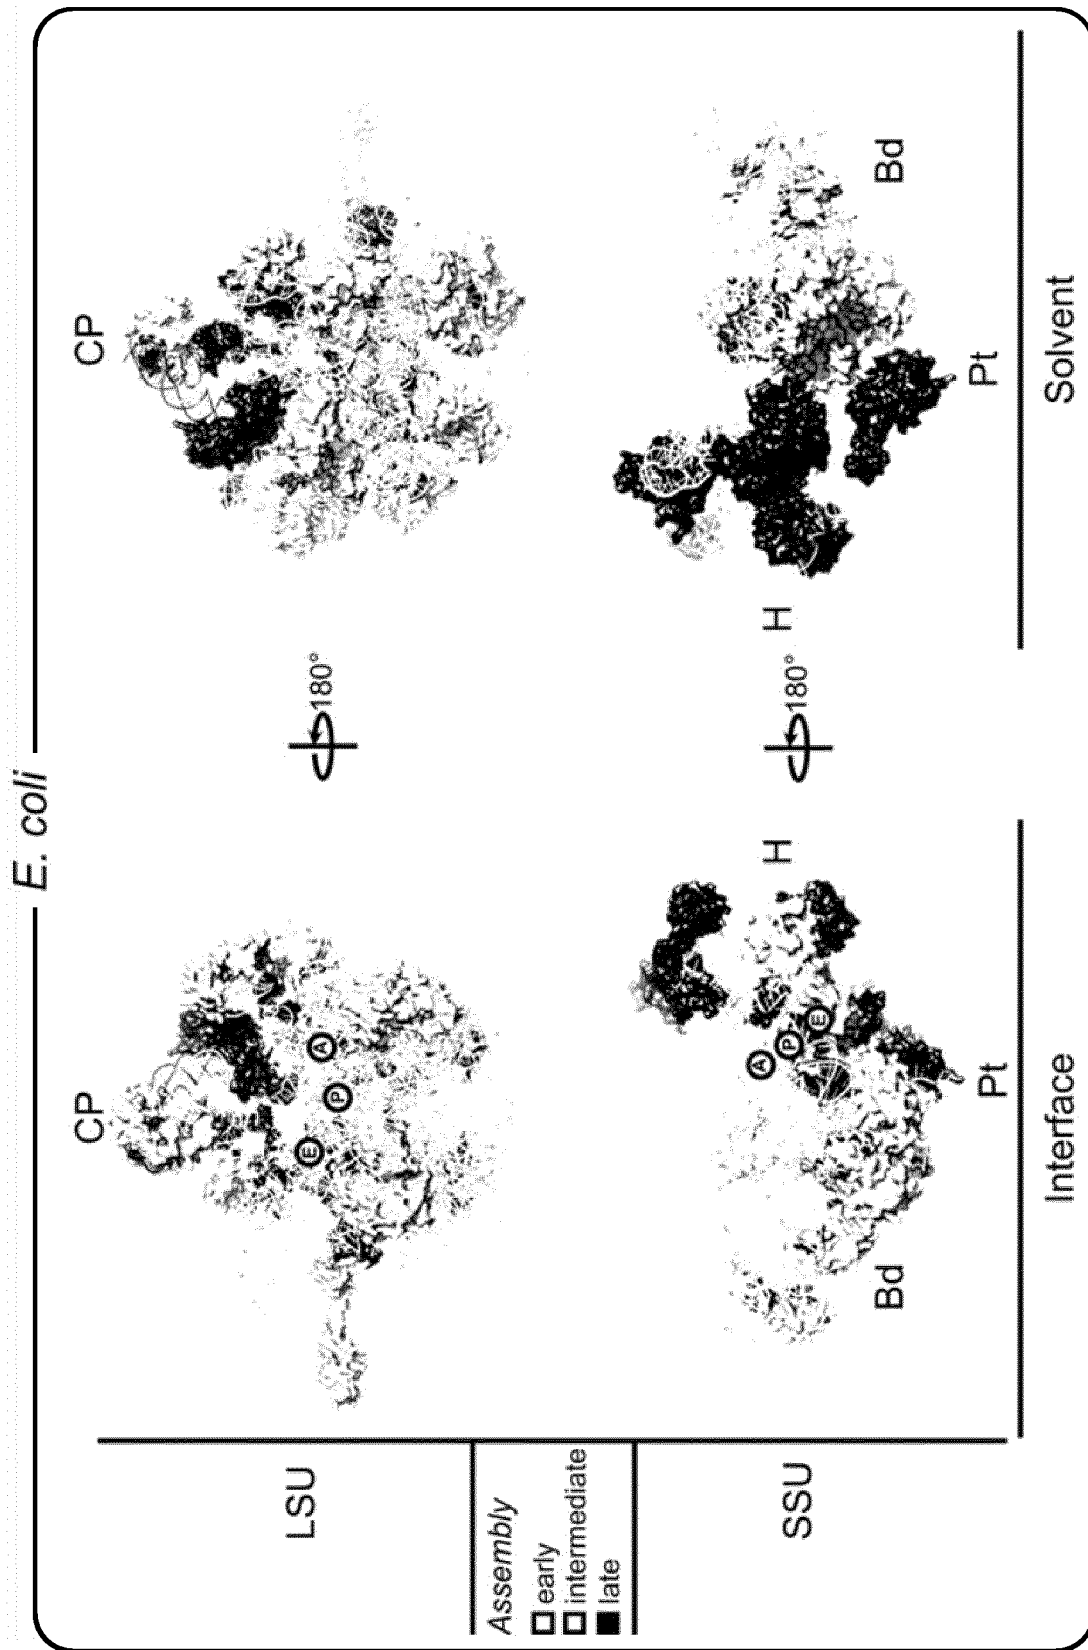 E. coli
LSU
CP
E
P
A
180°
CP
Assembly
early
intermediate
late
SSU
Bd
Pt
A
P
E
H
180°
H
Pt
Bd
Interface
Solvent